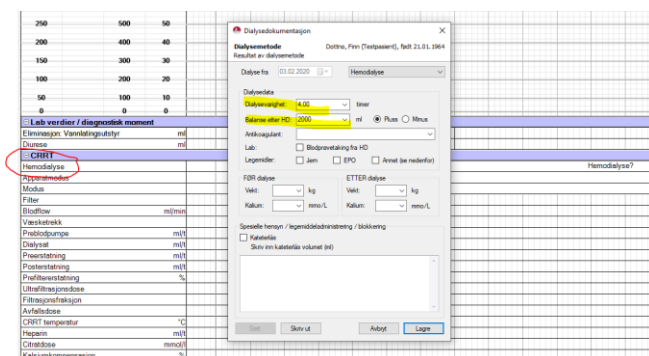 250 500 50
200 400 40
150 300 30
100 200 20
50 100 10
0 0 0
Lab verdier / diagnostisk moment
Eliminasjon: Vannlatingsutstyr ml
Diurese ml
CRRT
Hemodialyse
Apparatmodus
Modus
Filter
Blodflow ml/min
Væsketrekk
Preblodpumpe ml/t
Dialysat ml/t
Preerstatning ml/t
Posterstatning ml/t
Prefiltererstatning %
Ultrafiltrasjonsdose
Filtrasjonsfraksjon
Avfallsdose
CRRT temperatur °C
Heparin ml/t
Citratdose mmol/l
Kalsiumkompensasjon %
Dialysedokumentasjon
Dialysemetode Dottno, Finn (Testpasient), født 21.01.1964
Resultat av dialysemetode
Dialyse fra 03.02.2020 Hemodialyse
Dialysedata
Dialysevarighet: 4.00 timer
Balanse etter HD: 2000 ml Pluss Minus
Antikoagulant:
Lab: Blodprøvetaking fra HD
Legemidler: Jern EPO Annet (se nedenfor)
FØR dialyse ETTER dialyse
Vekt: kg Vekt: kg
Kalium: mmo/L Kalium: mmo/L
Spesielle hensyn / legemiddeladministrering / blokkering
Kateterlås
Skriv inn kateterlås volumet (ml)
Slett Skriv ut Avbryt Lagre
Hemodialyse?